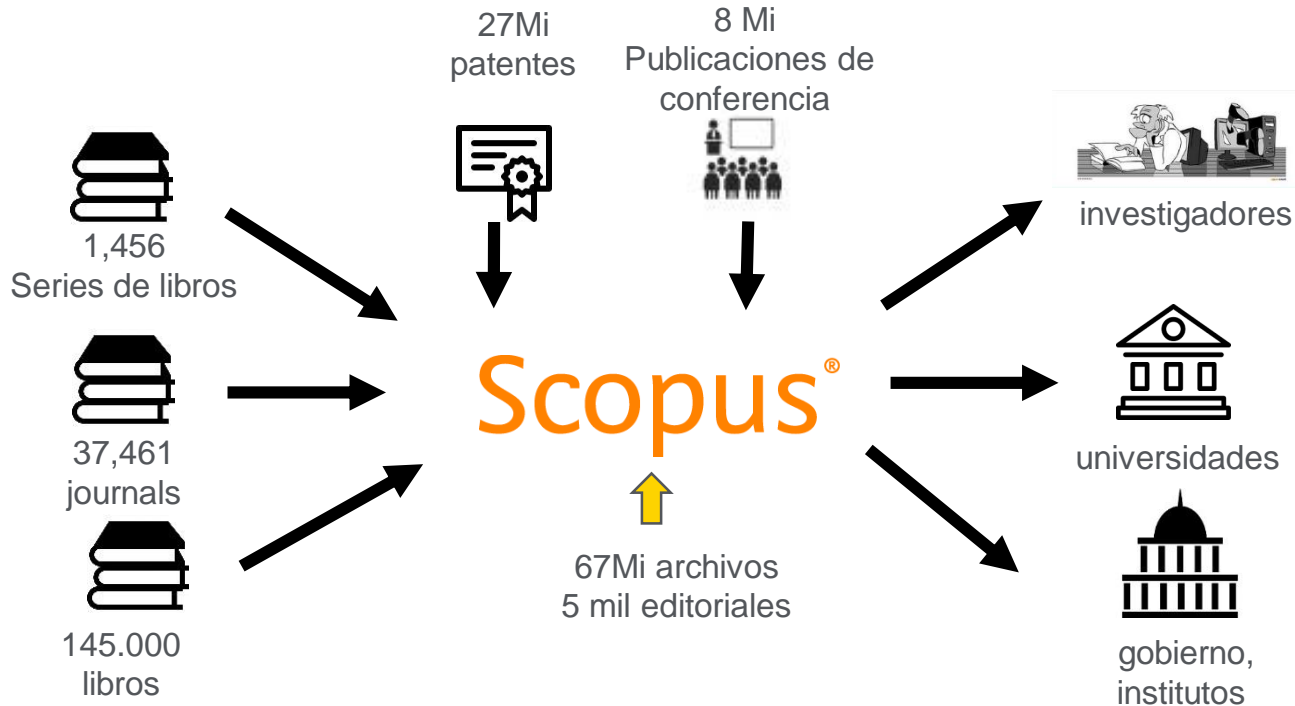 27Mi
patentes
8 Mi
Publicaciones de
conferencia
1,456
Series de libros
37,461
journals
145.000
libros
Scopus®
67Mi archivos
5 mil editoriales
investigadores
universidades
gobierno,
institutos